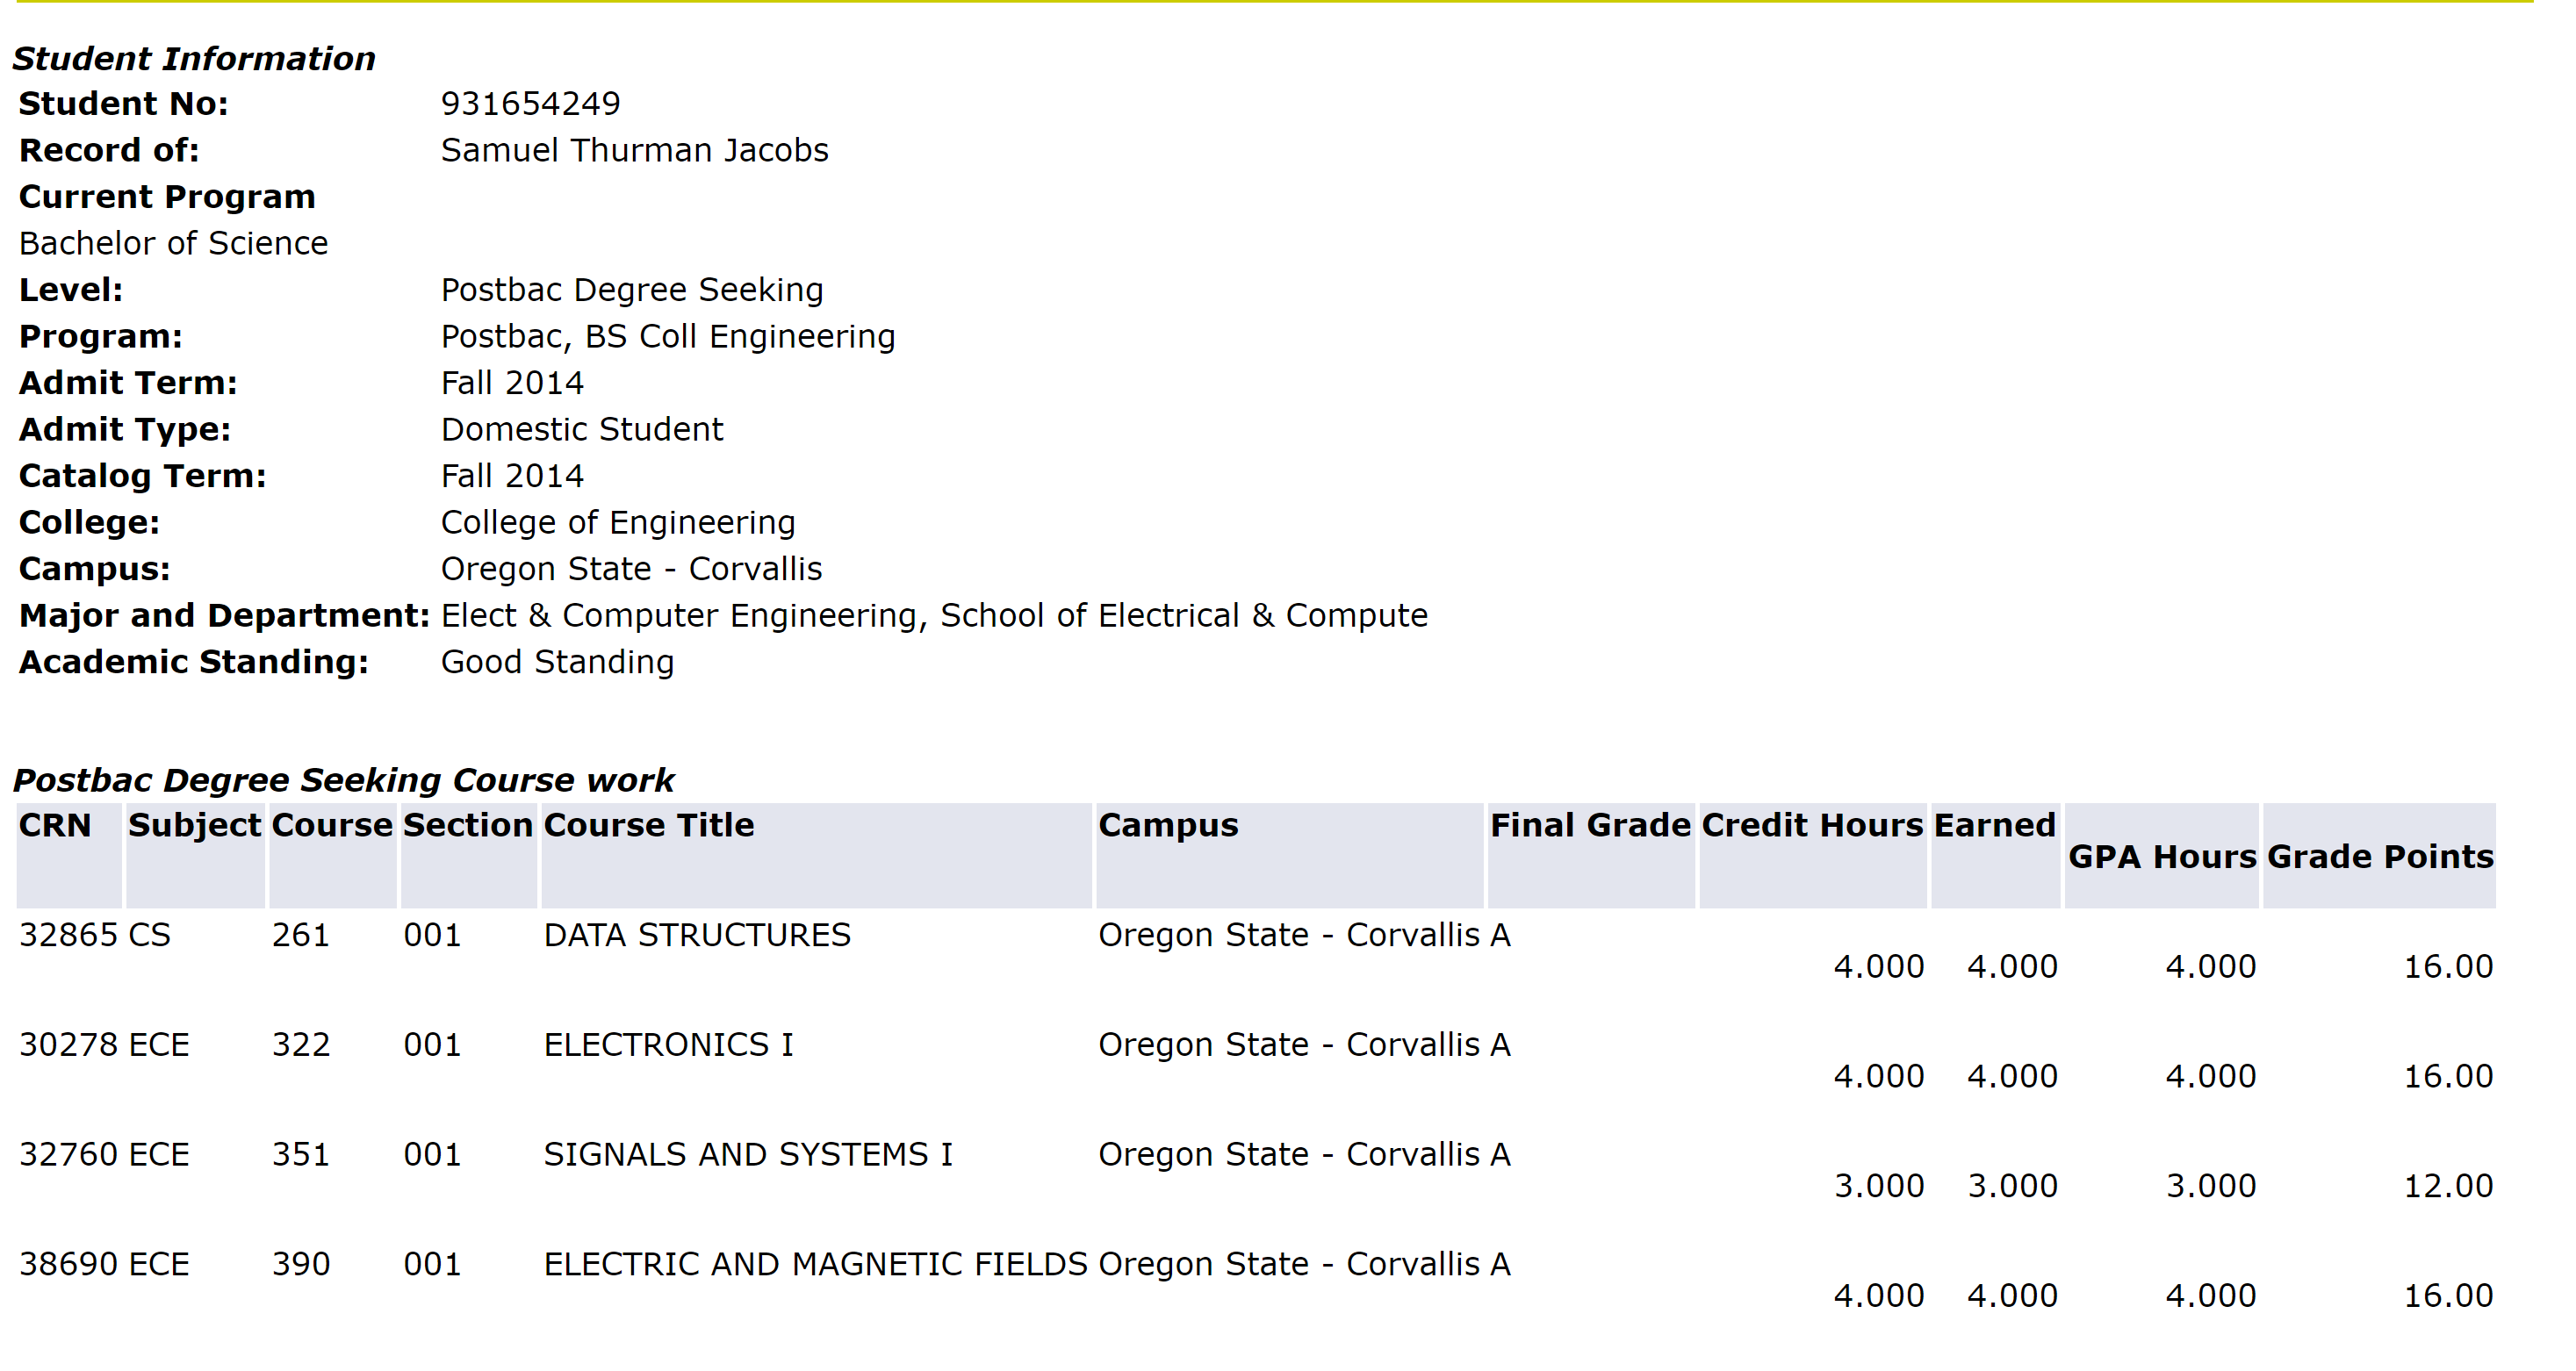 Student Information
Student No: 931654249
Record of: Samuel Thurman Jacobs
Current Program
Bachelor of Science
Level: Postbac Degree Seeking
Program: Postbac, BS Coll Engineering
Admit Term: Fall 2014
Admit Type: Domestic Student
Catalog Term: Fall 2014
College: College of Engineering
Campus: Oregon State - Corvallis
Major and Department: Elect & Computer Engineering, School of Electrical & Compute
Academic Standing: Good Standing
Postbac Degree Seeking Course work
CRN Subject Course Section Course Title Campus Final Grade Credit Hours Earned GPA Hours Grade Points
32865 CS 261 001 DATA STRUCTURES Oregon State - Corvallis A 4.000 4.000 4.000 16.00
30278 ECE 322 001 ELECTRONICS I Oregon State - Corvallis A 4.000 4.000 4.000 16.00
32760 ECE 351 001 SIGNALS AND SYSTEMS I Oregon State - Corvallis A 3.000 3.000 3.000 12.00
38690 ECE 390 001 ELECTRIC AND MAGNETIC FIELDS Oregon State - Corvallis A 4.000 4.000 4.000 16.00